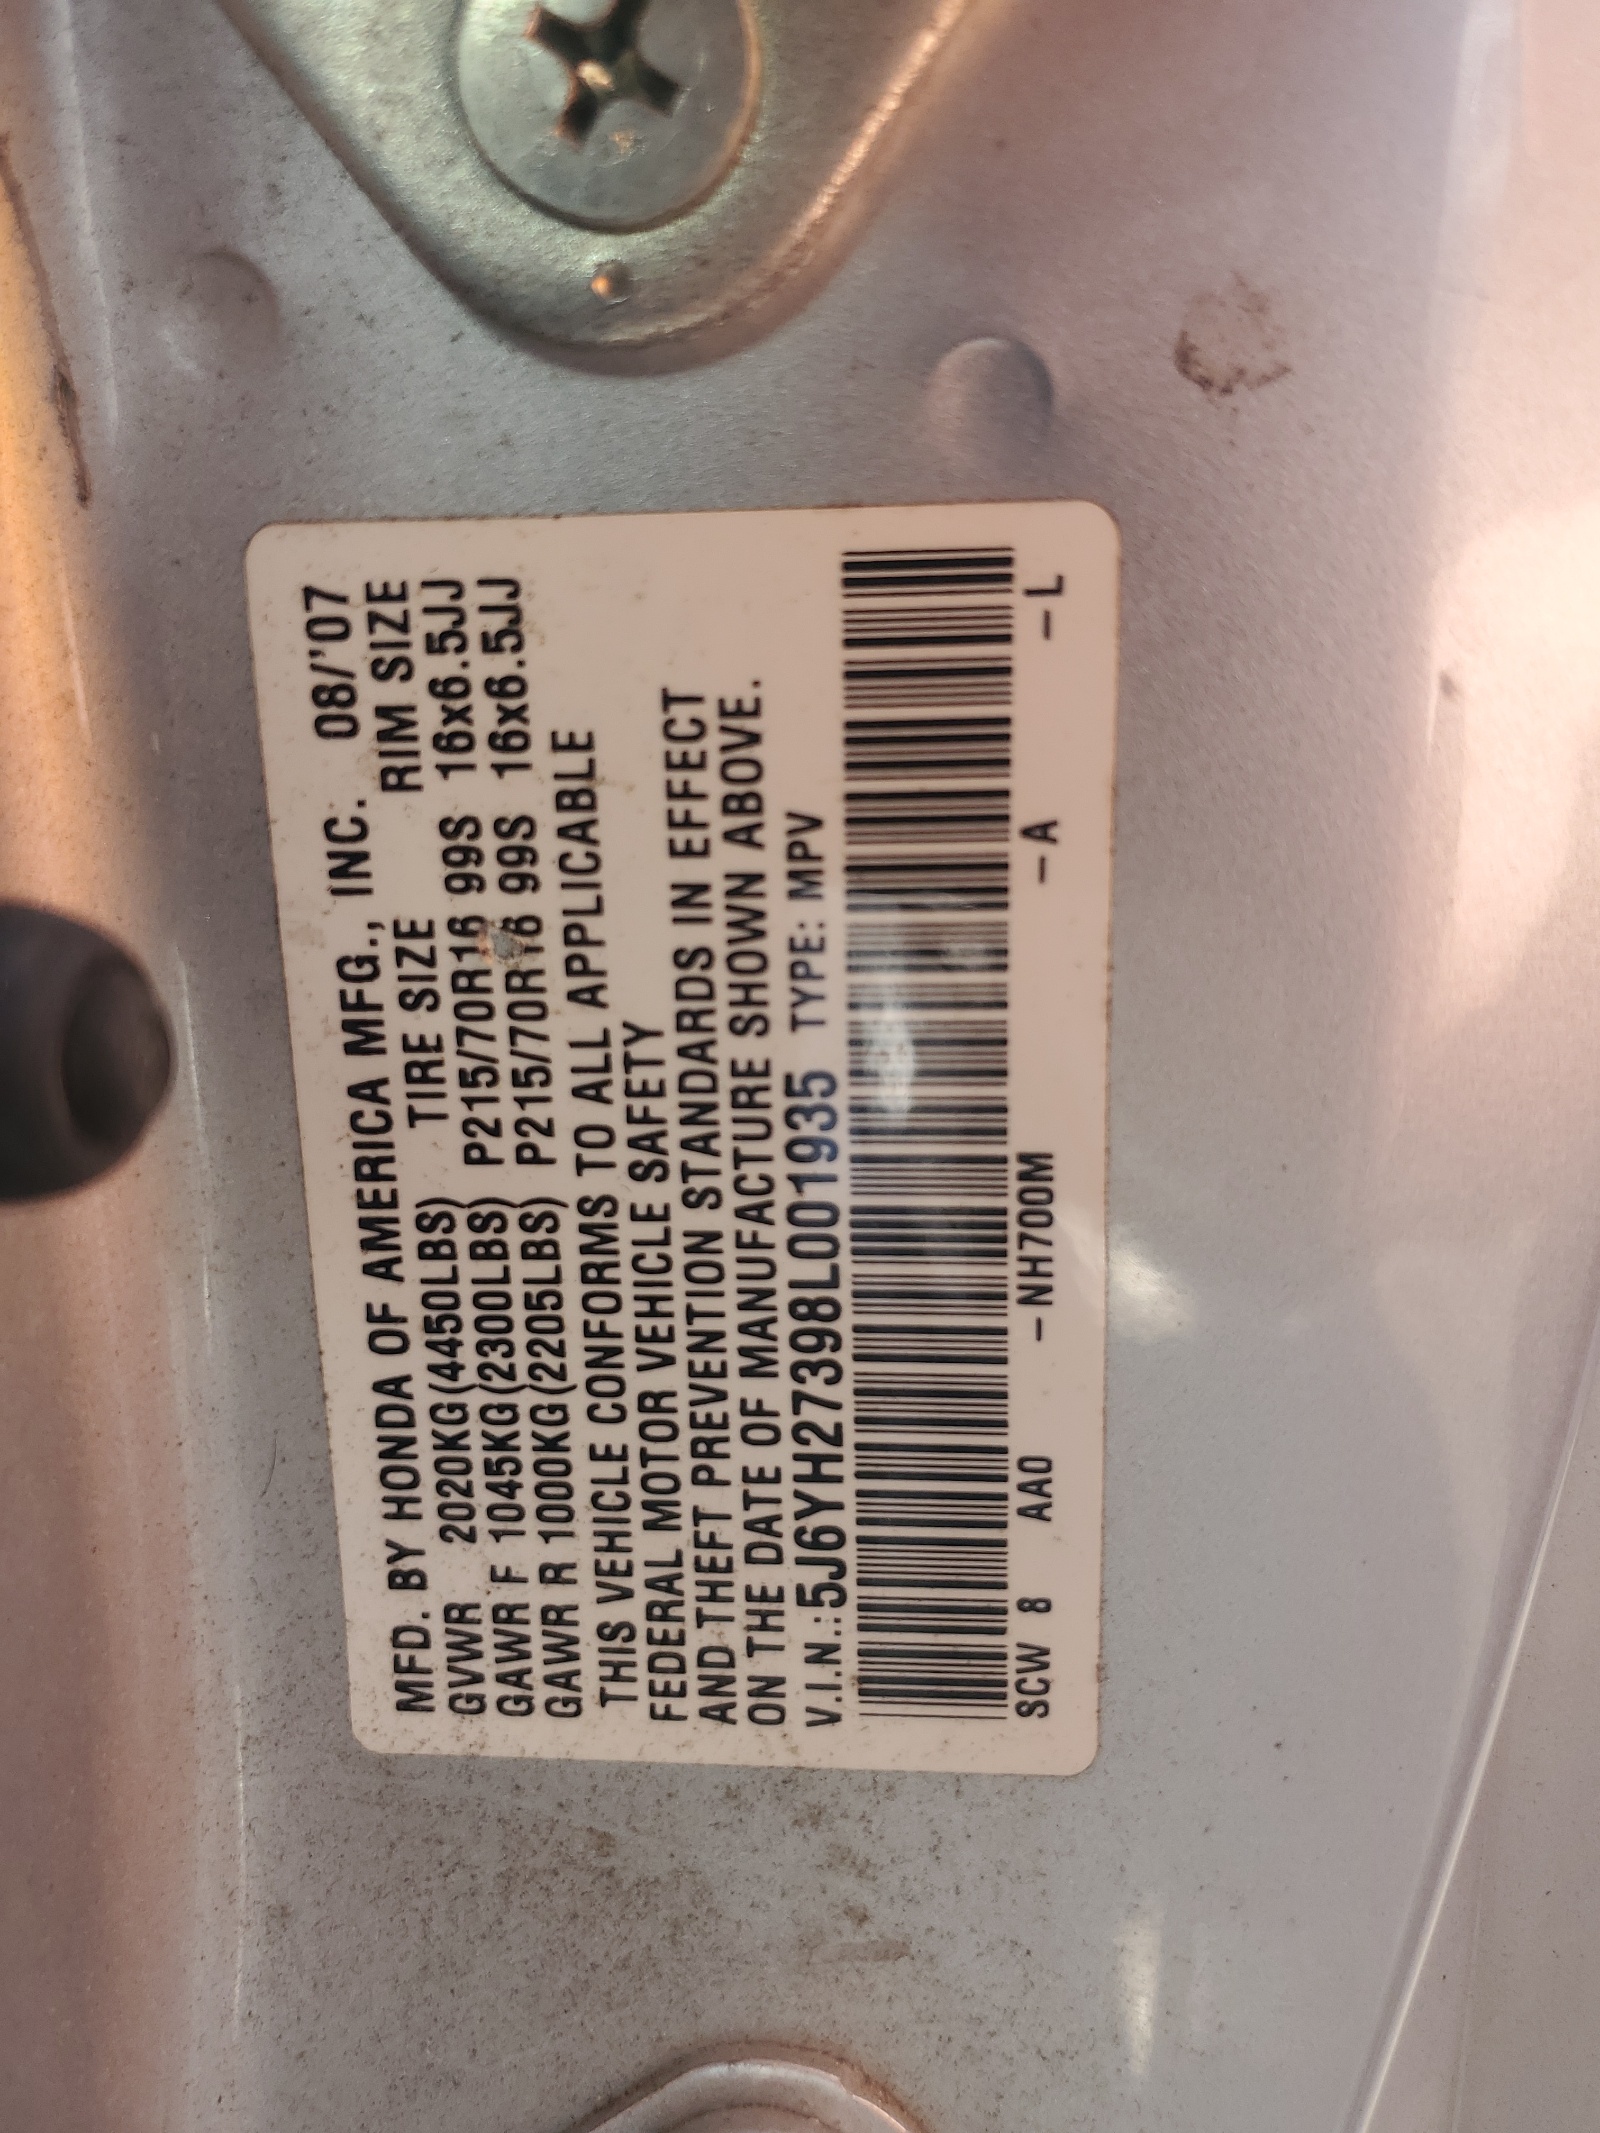 MFD. BY HONDA OF AMERICA MFG., INC. 08/'07
GVWR 2020KG(4450LBS) TIRE SIZE RIM SIZE
GAWR F 1045KG(2300LBS) P215/70R16 99S 16x6.5JJ
GAWR R 1000KG(2205LBS) P215/70R16 99S 16x6.5JJ
THIS VEHICLE CONFORMS TO ALL APPLICABLE
FEDERAL MOTOR VEHICLE SAFETY
AND THEFT PREVENTION STANDARDS IN EFFECT
ON THE DATE OF MANUFACTURE SHOWN ABOVE.
V.I.N.:5J6YH27398L001935 TYPE: MPV
SCW 8 AA0 -NH700M -A -L